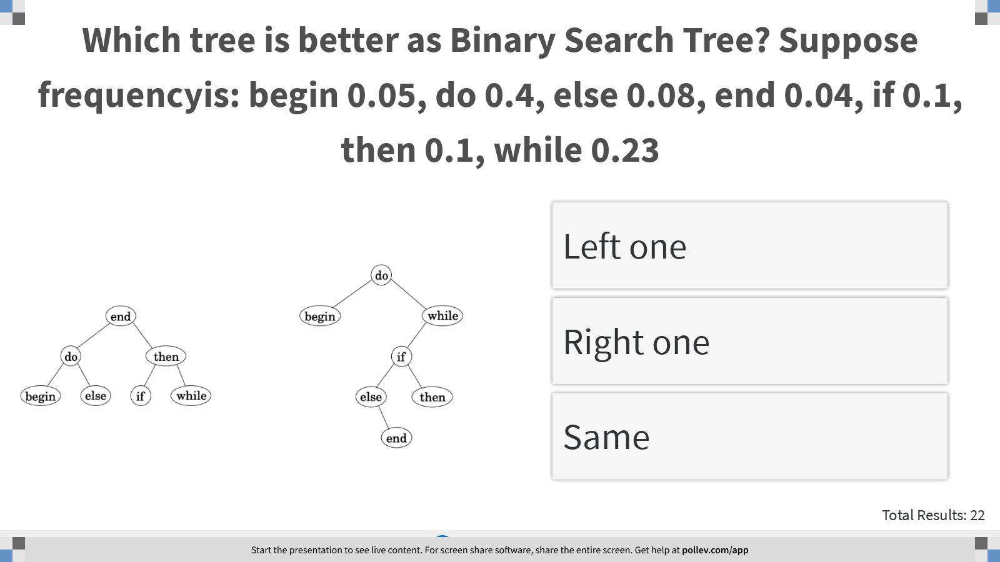 Which tree is better as Binary Search Tree? Suppose
frequencyis: begin 0.05, do 0.4, else 0.08, end 0.04, if 0.1,
then 0.1, while 0.23
end
do
then
begin
else
if
while
do
begin
while
if
else
then
end
Left one
Right one
Same
Total Results: 22
Start the presentation to see live content. For screen share software, share the entire screen. Get help at pollev.com/app